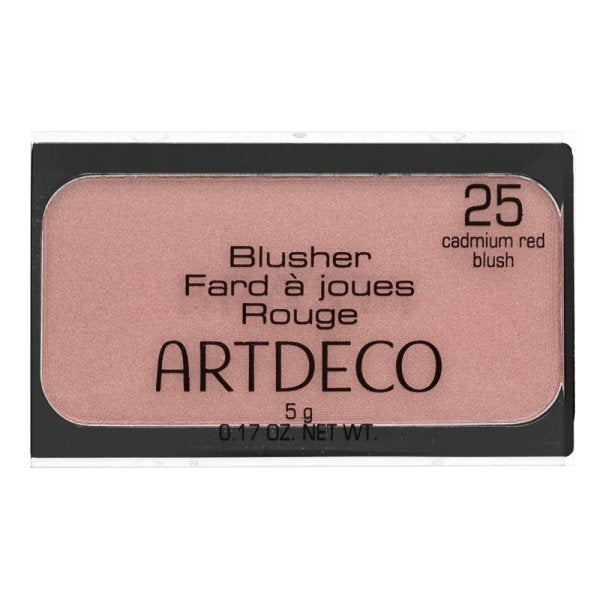 25
cadmium red
blush
Blusher
Fard à joues
Rouge
ARTDECO
5 g
0.17 OZ. NET WT.